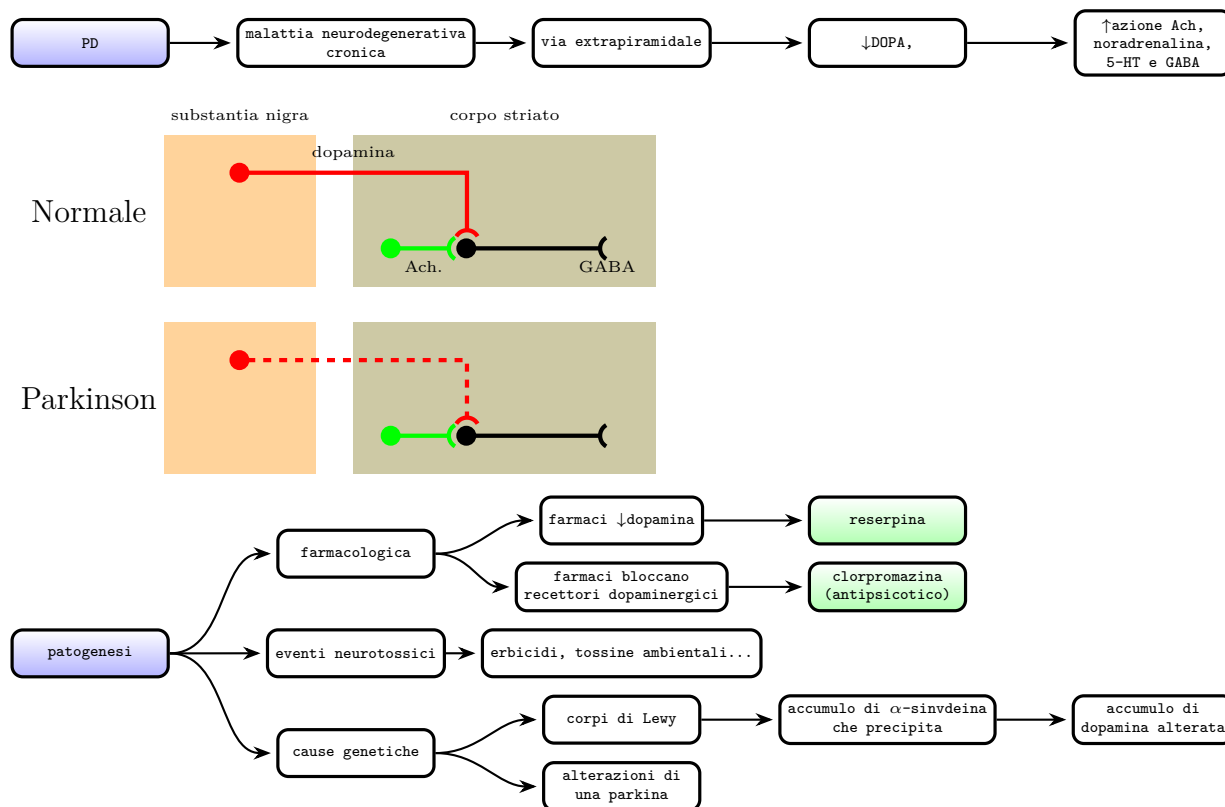 PD
malattia neurodegenerativa
cronica
via extrapiramidale
↓DOPA,
↑azione Ach,
noradrenalina,
5-HT e GABA
substantia nigra
corpo striato
dopamina
Normale
Ach.
GABA
Parkinson
farmaci ↓dopamina
reserpina
farmacologica
farmaci bloccano
recettori dopaminergici
clorpromazina
(antipsicotico)
patogenesi
eventi neurotossici
erbicidi, tossine ambientali...
corpi di Lewy
accumulo di α-sinvdeina
che precipita
accumulo di
dopamina alterata
cause genetiche
alterazioni di
una parkina